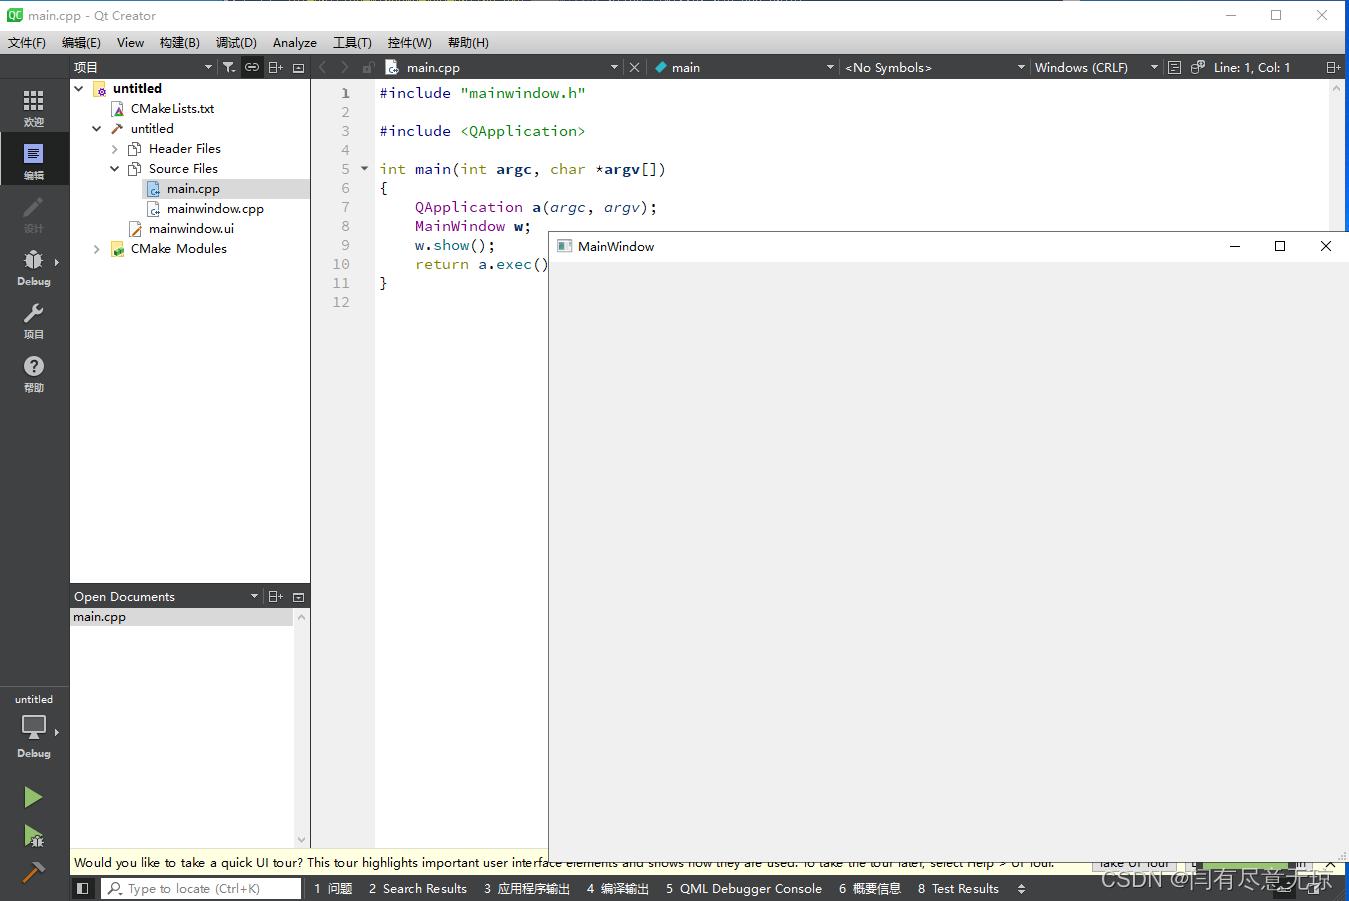 main.cpp - Qt Creator
文件(F) 编辑(E) View 构建(B) 调试(D) Analyze 工具(T) 控件(W) 帮助(H)
项目
main.cpp
main
<No Symbols>
Windows (CRLF)
Line: 1, Col: 1
欢迎
编辑
设计
Debug
项目
帮助
untitled
CMakeLists.txt
untitled
Header Files
Source Files
main.cpp
mainwindow.cpp
mainwindow.ui
CMake Modules
1 #include "mainwindow.h"
2
3 #include <QApplication>
4
5 int main(int argc, char *argv[])
6 {
7 QApplication a(argc, argv);
8 MainWindow w;
9 w.show();
10 return a.exec()
11 }
12
MainWindow
Open Documents
main.cpp
untitled
Debug
Would you like to take a quick UI tour? This tour highlights important user interface elements and shows how they are used. To take the tour later, select Help > UI Tour.
Take UI Tour
Type to locate (Ctrl+K)
1 问题 2 Search Results 3 应用程序输出 4 编译输出 5 QML Debugger Console 6 概要信息 8 Test Results
CSDN @闫有尽意无琼